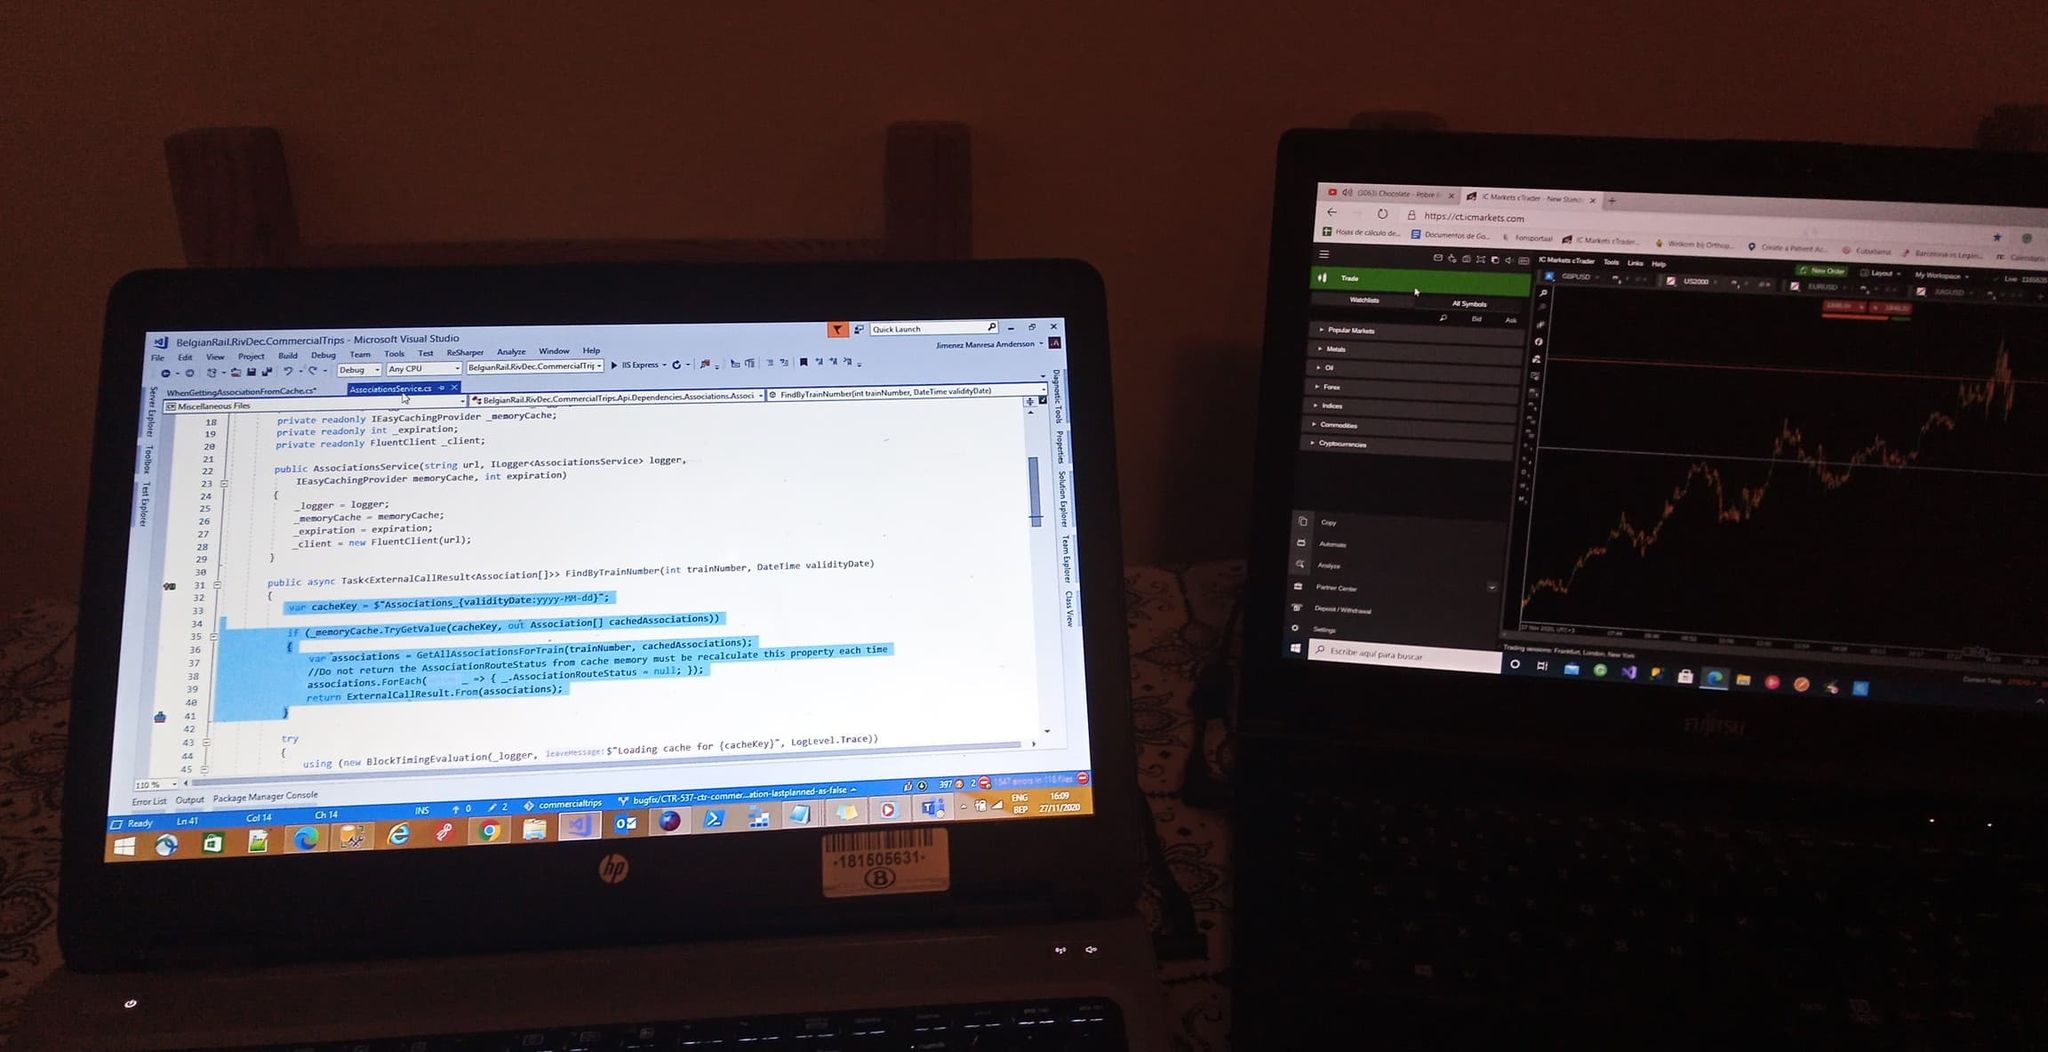 BelgianRail.RivDec.CommercialTrips - Microsoft Visual Studio
Quick Launch
File Edit View Project Build Debug Team Tools Test ReSharper Analyze Window Help
Jimenez Manresa Amdersson
Debug Any CPU BelgianRail.RivDec.CommercialTrip IIS Express
WhenGettingAssociationFromCache.cs* AssociationsService.cs
Miscellaneous Files BelgianRail.RivDec.CommercialTrips.Api.Dependencies.Associations.Associ FindByTrainNumber(int trainNumber, DateTime validityDate)
Server Explorer Toolbox Test Explorer
18 private readonly IEasyCachingProvider _memoryCache;
19 private readonly int _expiration;
20 private readonly FluentClient _client;
21
22 public AssociationsService(string url, ILogger<AssociationsService> logger,
23 IEasyCachingProvider memoryCache, int expiration)
24 {
25 _logger = logger;
26 _memoryCache = memoryCache;
27 _expiration = expiration;
28 _client = new FluentClient(url);
29 }
30
31 public async Task<ExternalCallResult<Association[]>> FindByTrainNumber(int trainNumber, DateTime validityDate)
32 {
33 var cacheKey = $"Associations_{validityDate:yyyy-MM-dd}";
34
35 if (_memoryCache.TryGetValue(cacheKey, out Association[] cachedAssociations))
36 {
37 var associations = GetAllAssociationsForTrain(trainNumber, cachedAssociations);
38 //Do not return the AssociationRouteStatus from cache memory must be recalculate this property each time
39 associations.ForEach( _ => { _.AssociationRouteStatus = null; });
40 return ExternalCallResult.From(associations);
41 }
42
43 try
44 {
45 using (new BlockTimingEvaluation(_logger, leaveMessage: $"Loading cache for {cacheKey}", LogLevel.Trace))
Diagnostic Tools Properties Solution Explorer Team Explorer Class View
110 %
Error List Output Package Manager Console
Ready Ln 41 Col 14 Ch 14 INS 0 2 commercialtrips bugfix/CTR-537-ctr-commer...ation-lastplanned-as-false 397 2 1547 errors in 118 files
ENG
BEP
16:09
27/11/2020
hp
-181505631-
B
(3063) Chocolate - Pobre
IC Markets cTrader - New Stand
https://ct.icmarkets.com
Hojas de cálculo de... Documentos de Go... Fonsportaal IC Markets cTrader... Welkom bij Orthop... Create a Patient Ac... Cubadama Barcelona vs Legán... Calendario
IC Markets cTrader Tools Links Help
Trade
New Order Layout My Workspace Live
GBPUSD US2000 EURUSD
Watchlists All Symbols
Bid Ask
Popular Markets
Metals
Oil
Forex
Indices
Commodities
Cryptocurrencies
Copy
Automate
Analyze
Partner Center
Deposit / Withdrawal
Settings
Trading sessions: Frankfurt, London, New York
Escribe aquí para buscar
Current Time:
FUJITSU